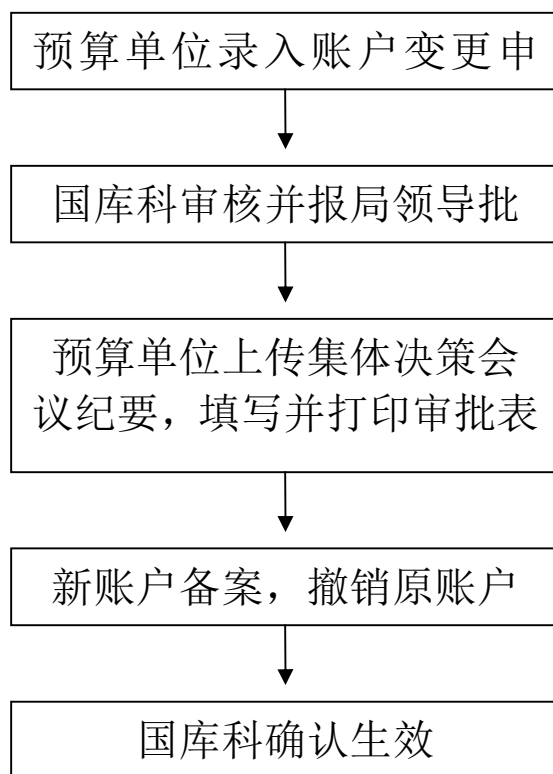 预算单位录入账户变更申
国库科审核并报局领导批
预算单位上传集体决策会
议纪要，填写并打印审批表
新账户备案，撤销原账户
国库科确认生效